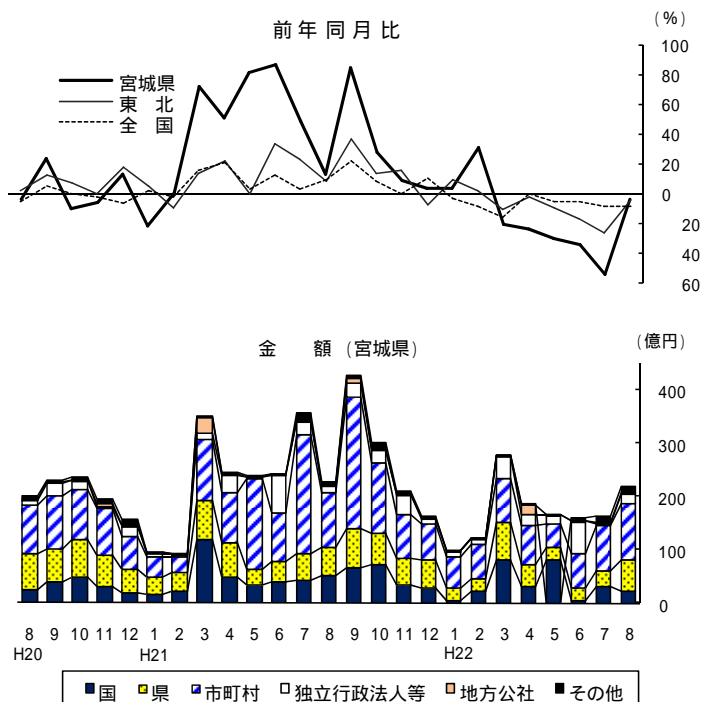 前年同月比
(%)
宮城県
東　北
全　国
100
80
60
40
20
0
20
40
60
金　額 (宮城県)
(億円)
400
300
200
100
0
8 9 10 11 12 1 2 3 4 5 6 7 8 9 10 11 12 1 2 3 4 5 6 7 8
H20 H21 H22
国 県 市町村 独立行政法人等 地方公社 その他